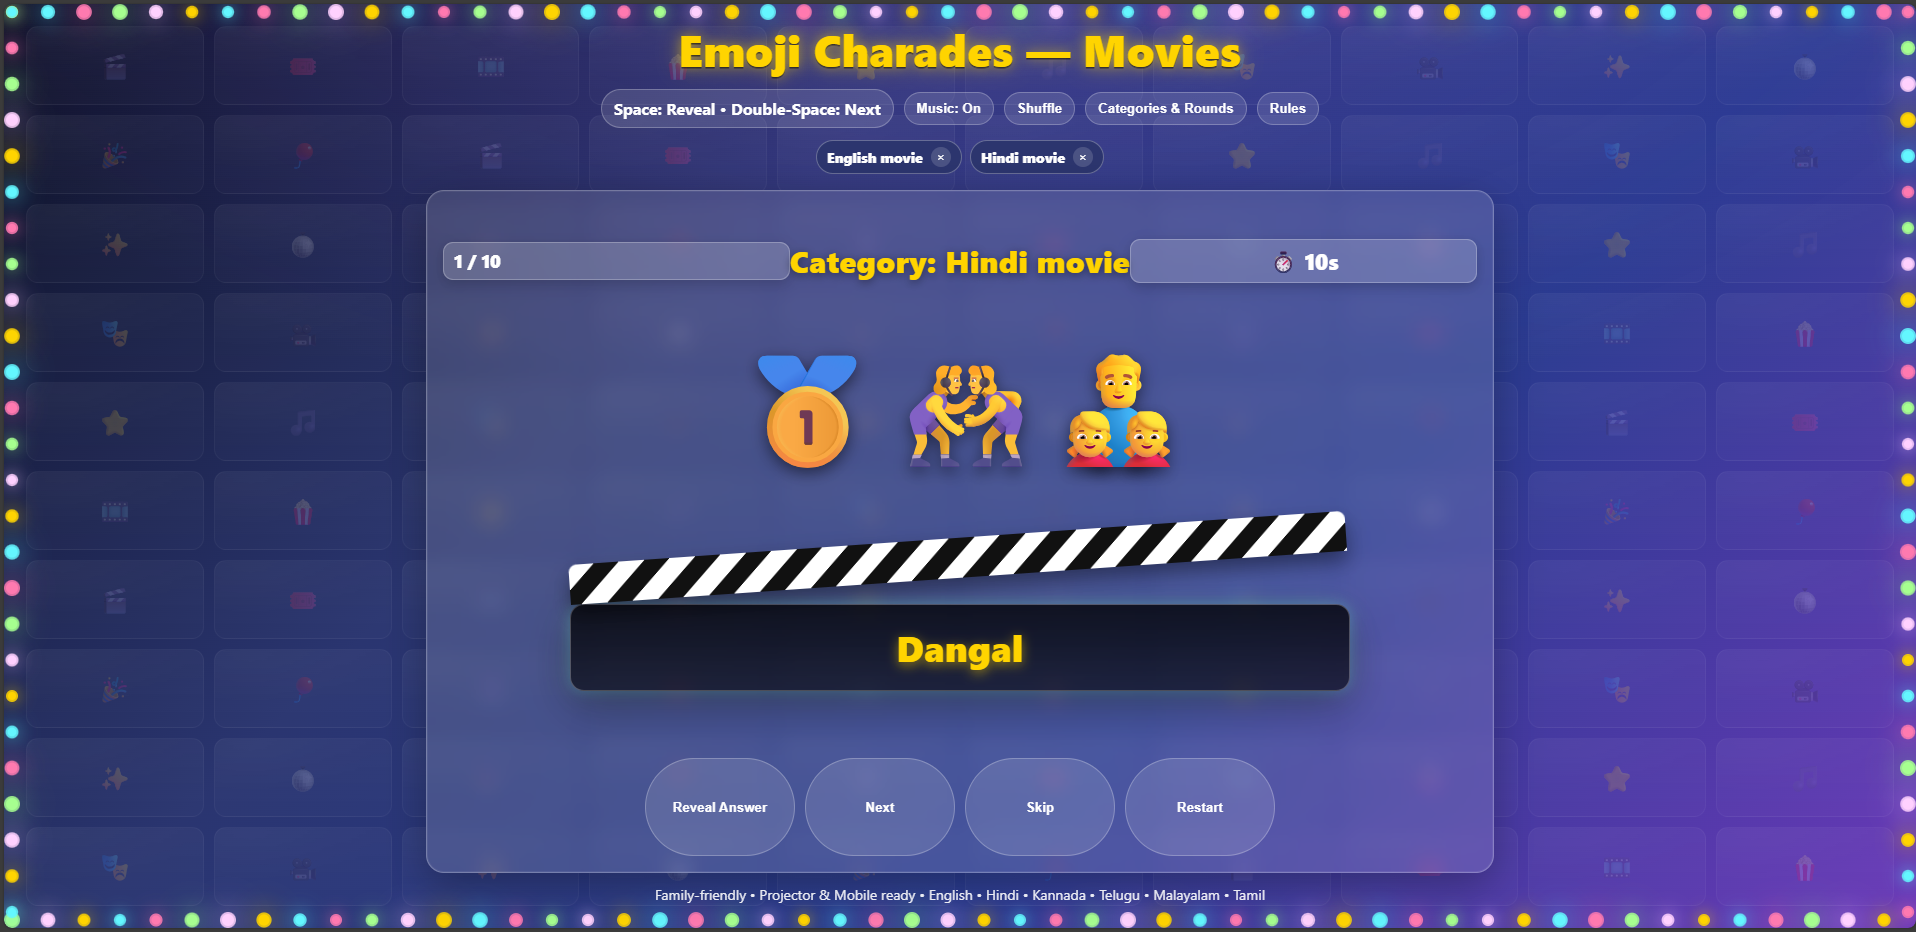 Emoji Charades — Movies
Space: Reveal • Double-Space: Next
Music: On
Shuffle
Categories & Rounds
Rules
English movie ×
Hindi movie ×
1 / 10
Category: Hindi movie
10s
1
Dangal
Reveal Answer
Next
Skip
Restart
Family-friendly • Projector & Mobile ready • English • Hindi • Kannada • Telugu • Malayalam • Tamil